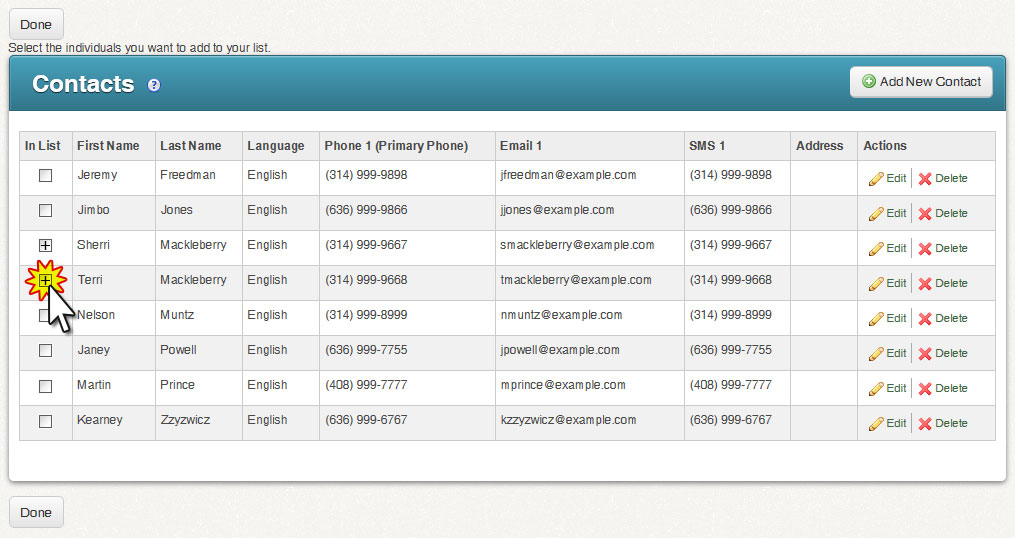 Done
Select the individuals you want to add to your list.
Contacts ? Add New Contact
In List First Name Last Name Language Phone 1 (Primary Phone) Email 1 SMS 1 Address Actions
Jeremy Freedman English (314) 999-9898 jfreedman@example.com (314) 999-9898 Edit Delete
Jimbo Jones English (636) 999-9866 jjones@example.com (636) 999-9866 Edit Delete
Sherri Mackleberry English (314) 999-9667 smackleberry@example.com (314) 999-9667 Edit Delete
Terri Mackleberry English (314) 999-9668 tmackleberry@example.com (314) 999-9668 Edit Delete
Nelson Muntz English (314) 999-8999 nmuntz@example.com (314) 999-8999 Edit Delete
Janey Powell English (636) 999-7755 jpowell@example.com (636) 999-7755 Edit Delete
Martin Prince English (408) 999-7777 mprince@example.com (408) 999-7777 Edit Delete
Kearney Zzyzwicz English (636) 999-6767 kzzyzwicz@example.com (636) 999-6767 Edit Delete
Done